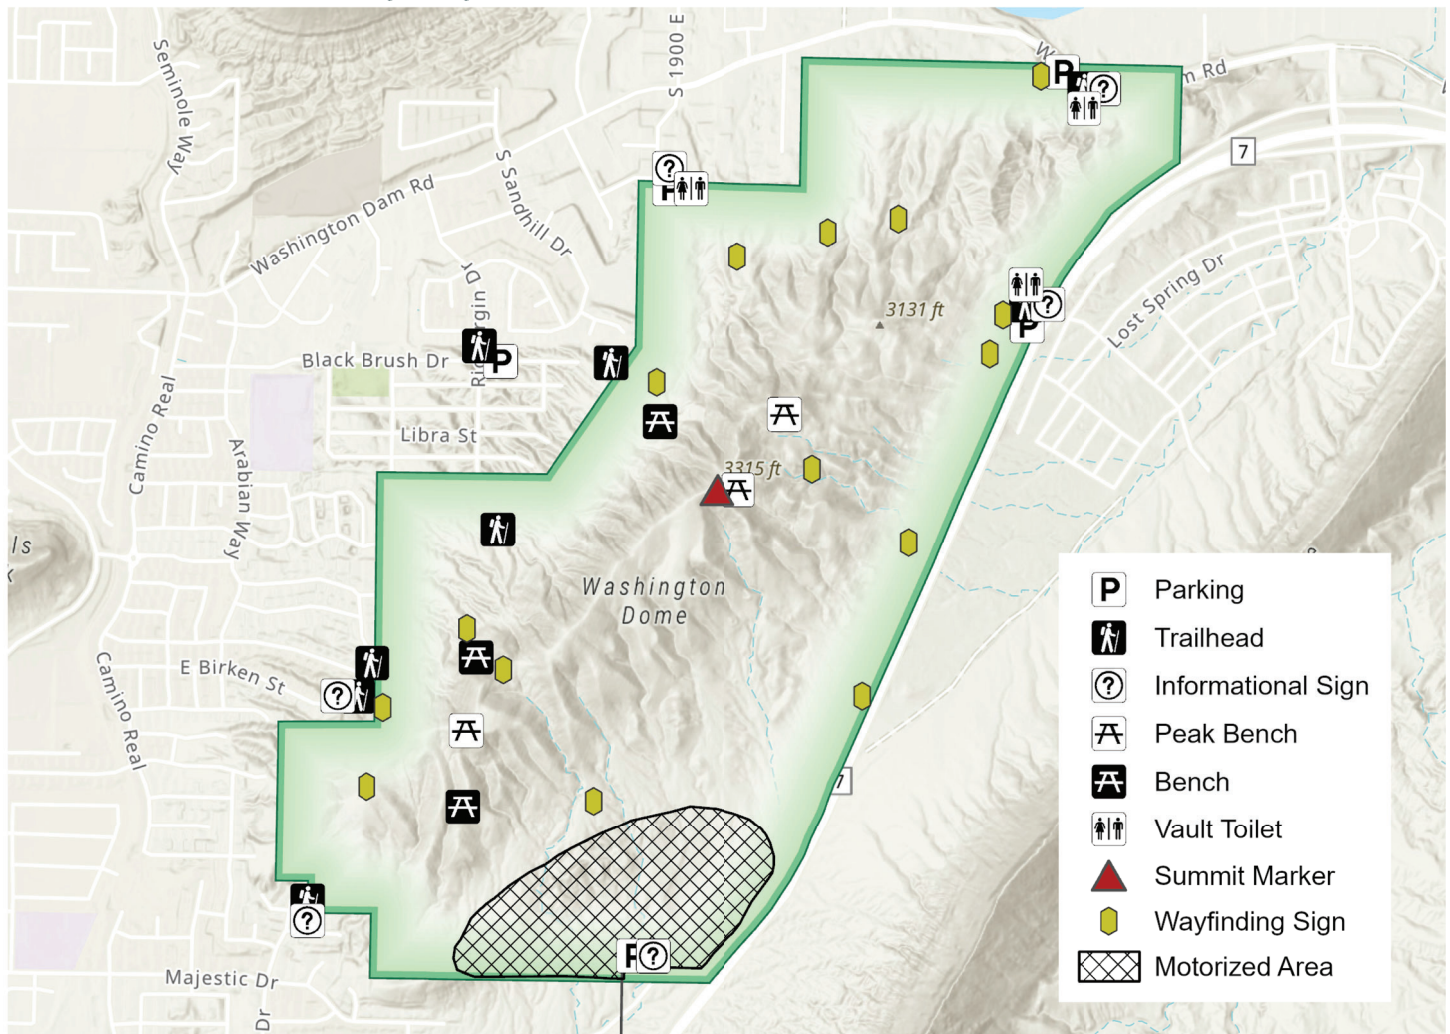 S 1900 E
Seminole Way
W
m Rd
P
?
7
?
P
S Sandhill Dr
Washington Dam Rd
Lost Spring Dr
3131 ft
?
P
Black Brush Dr
P
Camino Real
Libra St
Arabian Way
3315 ft
ls
k
Washington
Dome
E Birken St
?
Camino Real
7
?
P
?
Majestic Dr
Dr
P Parking
Trailhead
? Informational Sign
Peak Bench
Bench
Vault Toilet
Summit Marker
Wayfinding Sign
Motorized Area